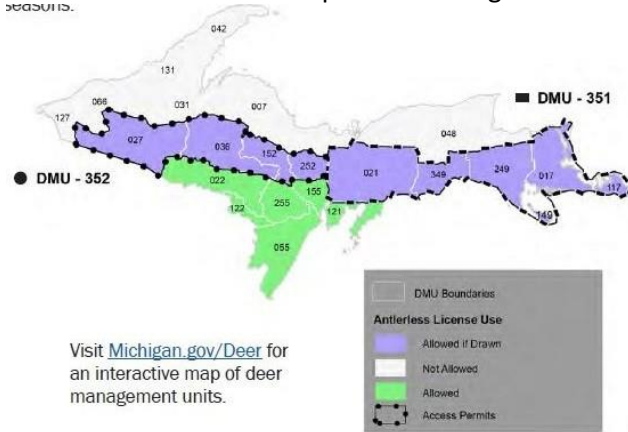 seasons.
042
131
066
031
007
127
DMU - 351
048
027
036
152
252
021
349
249
017
117
149
DMU - 352
022
155
255
122
121
055
DMU Boundaries
Antlerless License Use
Allowed if Drawn
Not Allowed
Allowed
Access Permits
Visit Michigan.gov/Deer for
an interactive map of deer
management units.